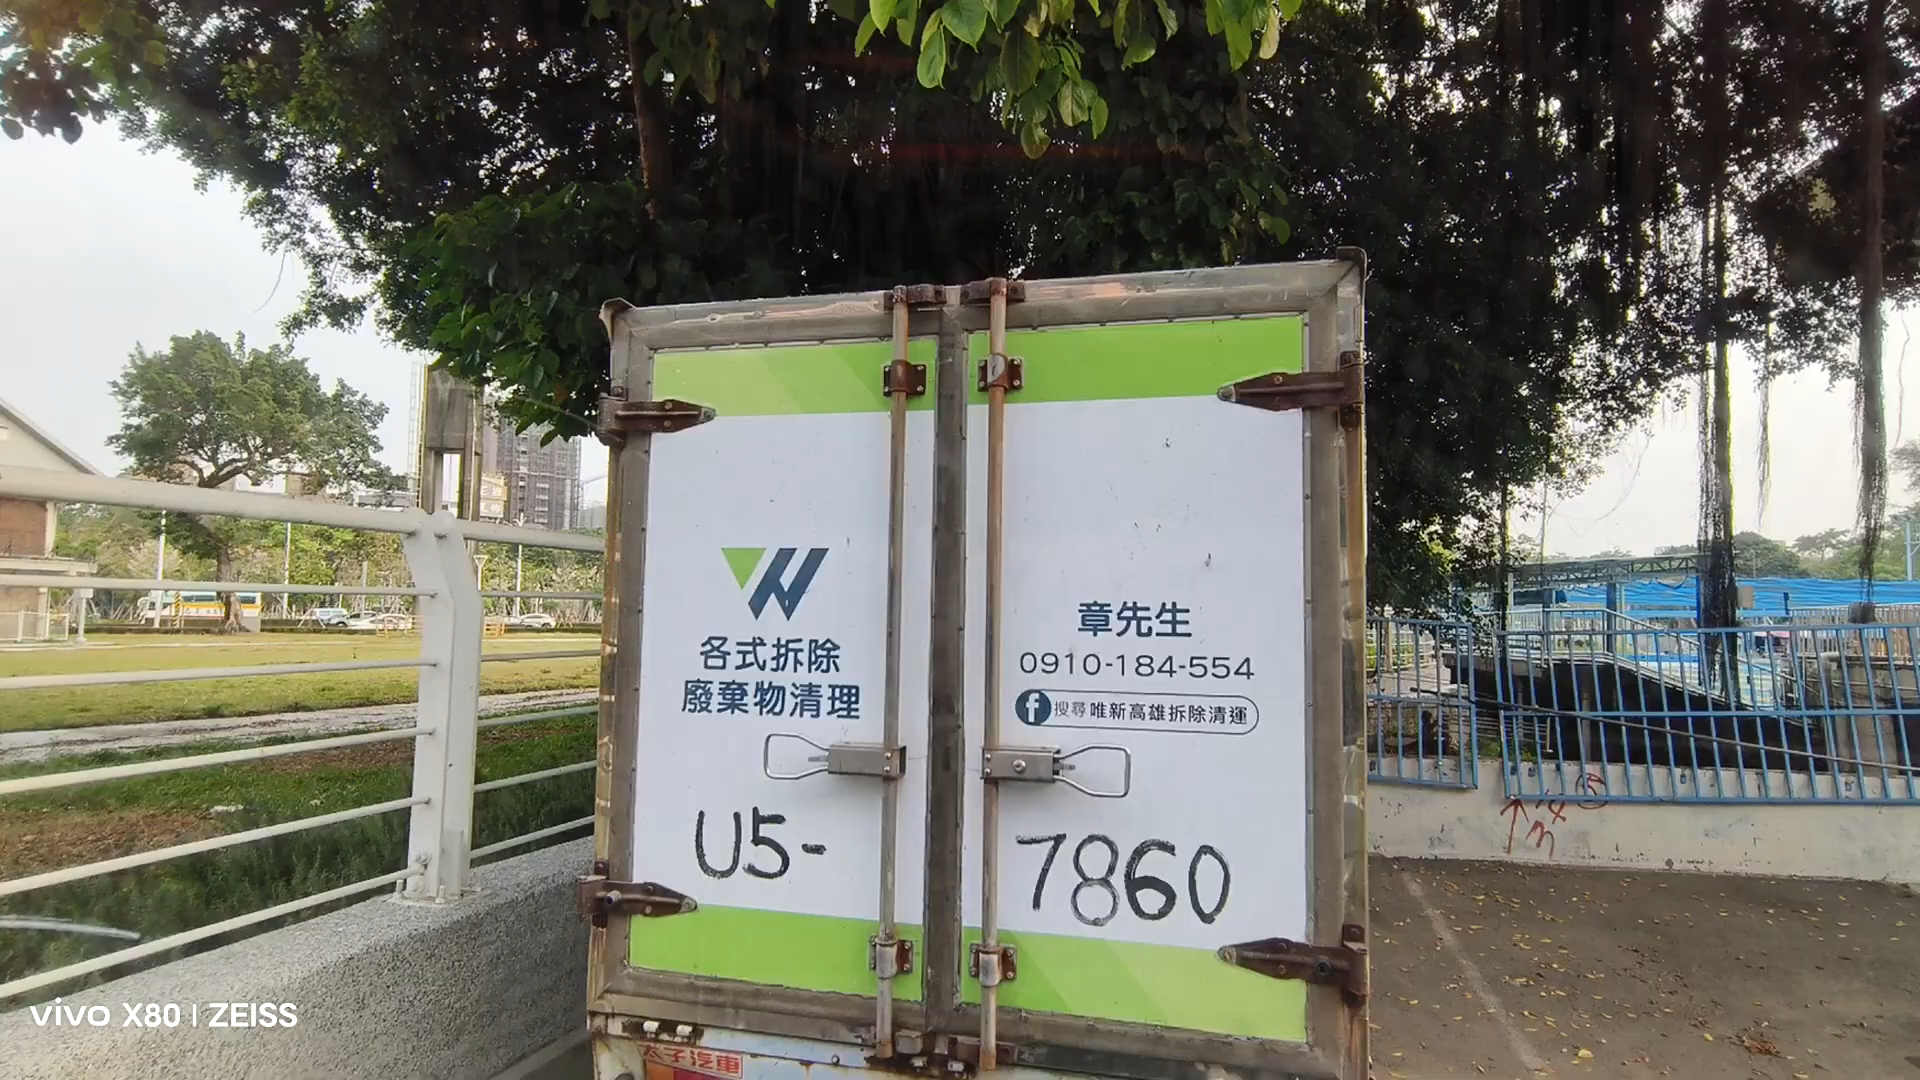 各式拆除
廢棄物清理
章先生
0910-184-554
搜尋 唯新高雄拆除清運
U5-
7860
太子汽車
vivo X80 | ZEISS